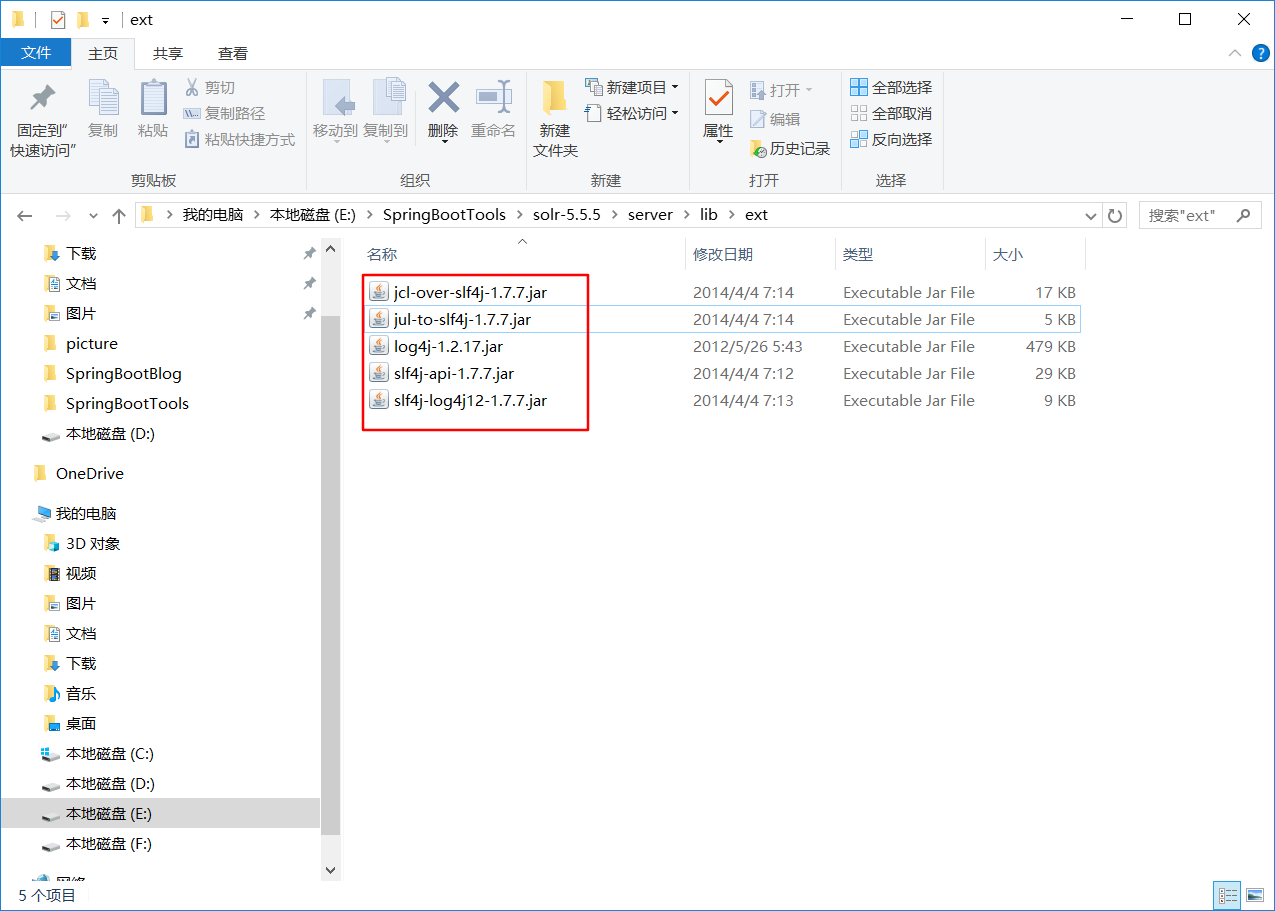 ext
文件 主页 共享 查看
固定到"快速访问"
复制
粘贴
剪切
复制路径
粘贴快捷方式
剪贴板
移动到
复制到
删除
重命名
组织
新建
文件夹
新建项目
轻松访问
新建
属性
打开
编辑
历史记录
打开
全部选择
全部取消
反向选择
选择
我的电脑 > 本地磁盘 (E:) > SpringBootTools > solr-5.5.5 > server > lib > ext
搜索"ext"
下载
文档
图片
picture
SpringBootBlog
SpringBootTools
本地磁盘 (D:)
OneDrive
我的电脑
3D 对象
视频
图片
文档
下载
音乐
桌面
本地磁盘 (C:)
本地磁盘 (D:)
本地磁盘 (E:)
本地磁盘 (F:)
网络
名称 修改日期 类型 大小
jcl-over-slf4j-1.7.7.jar 2014/4/4 7:14 Executable Jar File 17 KB
jul-to-slf4j-1.7.7.jar 2014/4/4 7:14 Executable Jar File 5 KB
log4j-1.2.17.jar 2012/5/26 5:43 Executable Jar File 479 KB
slf4j-api-1.7.7.jar 2014/4/4 7:12 Executable Jar File 29 KB
slf4j-log4j12-1.7.7.jar 2014/4/4 7:13 Executable Jar File 9 KB
5 个项目